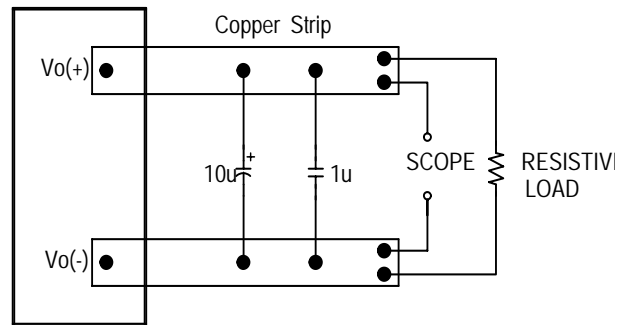 Copper Strip
Vo(+)
+
10u
1u
SCOPE
RESISTIVE
LOAD
Vo(-)